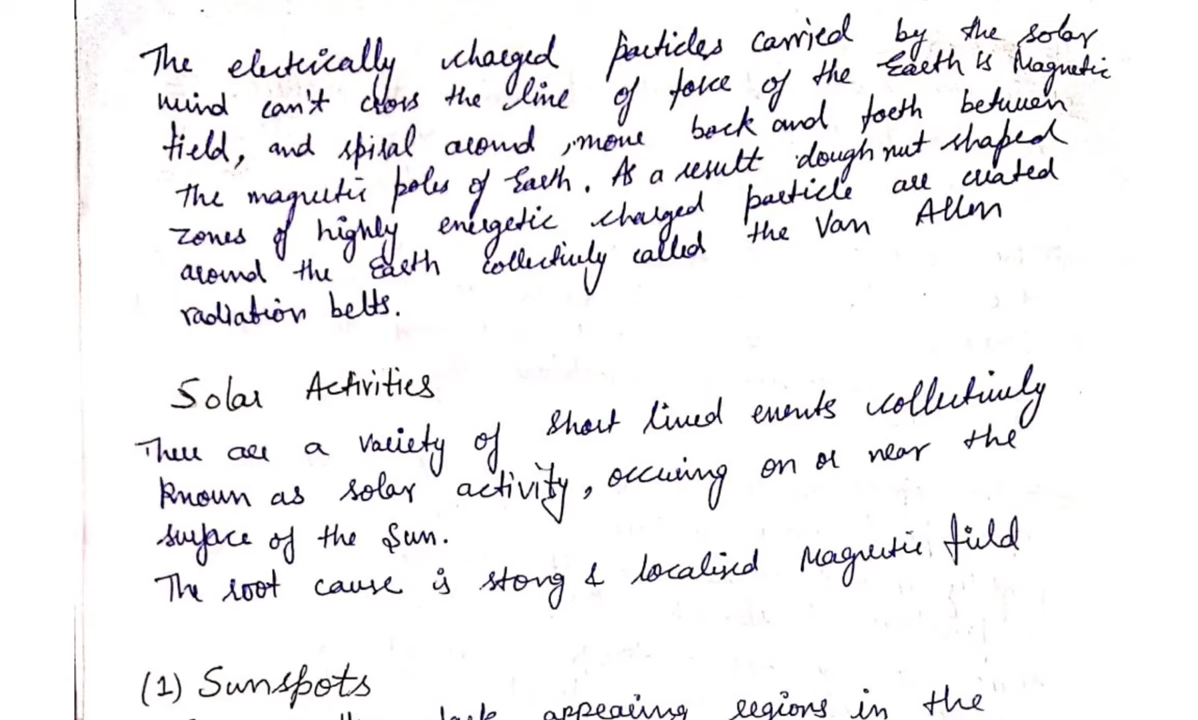 The electrically charged particles carried by the solar
wind can't cross the line of force of the Earth's Magnetic
field, and spiral around, move back and forth between
the magnetic poles of Earth. As a result doughnut shaped
zones of highly energetic charged particle are created
around the Earth collectively called the Van Allen
radiation belts.
Solar Activities
There are a variety of short lived events collectively
known as solar activity, occuring on or near the
surface of the Sun.
The root cause is stong & localised Magnetic field
(1) Sunspots
dark appearing regions in the